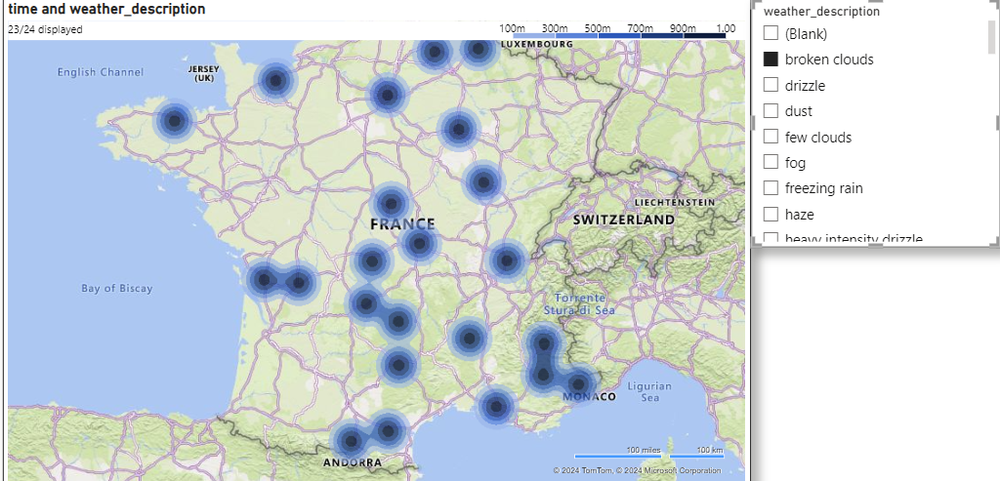 time and weather_description
23/24 displayed
100m 300m 500m 700m 900m 1.00
LUXEMBOURG
English Channel
JERSEY
(UK)
LIECHTENSTEIN
SWITZERLAND
FRANCE
Bay of Biscay
Torrente
Stura di Sea
Ligurian
Sea
MONACO
ANDORRA
100 miles 100 km
© 2024 TomTom, © 2024 Microsoft Corporation
weather_description
(Blank)
broken clouds
drizzle
dust
few clouds
fog
freezing rain
haze
heavy intensity drizzle